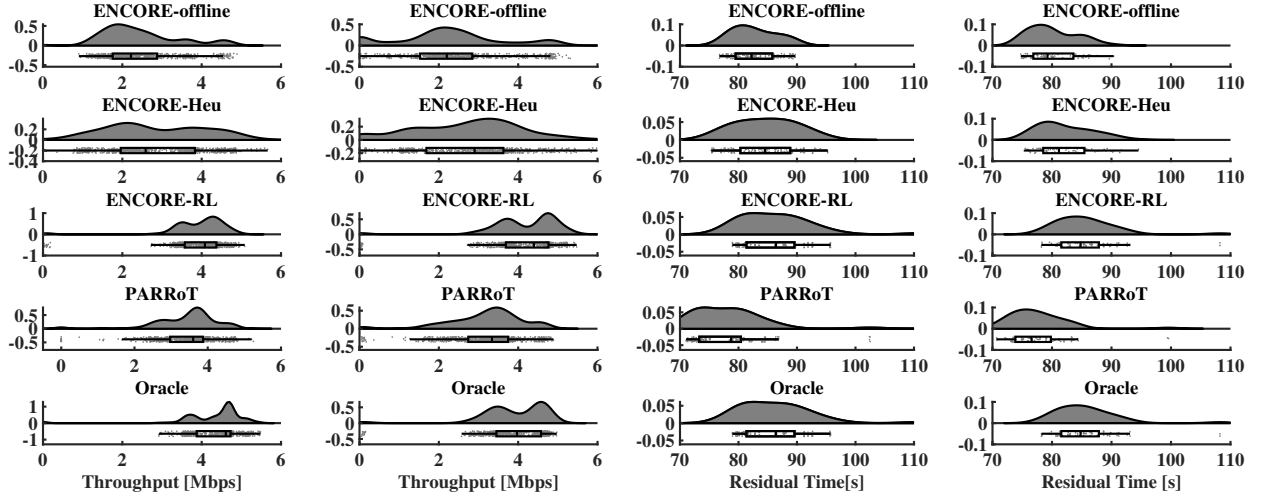 ENCORE-offline ENCORE-offline ENCORE-offline ENCORE-offline
0.5 0.5 0.1 0.1
0 0 0 0
-0.5 -0.5 -0.1 -0.1
0 2 4 6 0 2 4 6 70 80 90 100 110 70 80 90 100 110
ENCORE-Heu ENCORE-Heu ENCORE-Heu ENCORE-Heu
0.2 0.2 0.05 0.1
0 0 0 0
-0.2 -0.2 -0.05 -0.1
-0.4
0 2 4 6 0 2 4 6 70 80 90 100 110 70 80 90 100 110
ENCORE-RL ENCORE-RL ENCORE-RL ENCORE-RL
1 0.5 0.05 0.1
0 0 0 0
-1 -0.5 -0.05 -0.1
0 2 4 6 0 2 4 6 70 80 90 100 110 70 80 90 100 110
PARRoT PARRoT PARRoT PARRoT
0.5 0.5 0.05 0.1
0 0 0 0
-0.5 -0.5 -0.05 -0.1
0 2 4 6 0 2 4 6 70 80 90 100 110 70 80 90 100 110
Oracle Oracle Oracle Oracle
1 0.5 0.05 0.1
0 0 0 0
-1 -0.5 -0.05 -0.1
0 2 4 6 0 2 4 6 70 80 90 100 110 70 80 90 100 110
Throughput [Mbps] Throughput [Mbps] Residual Time[s] Residual Time [s]